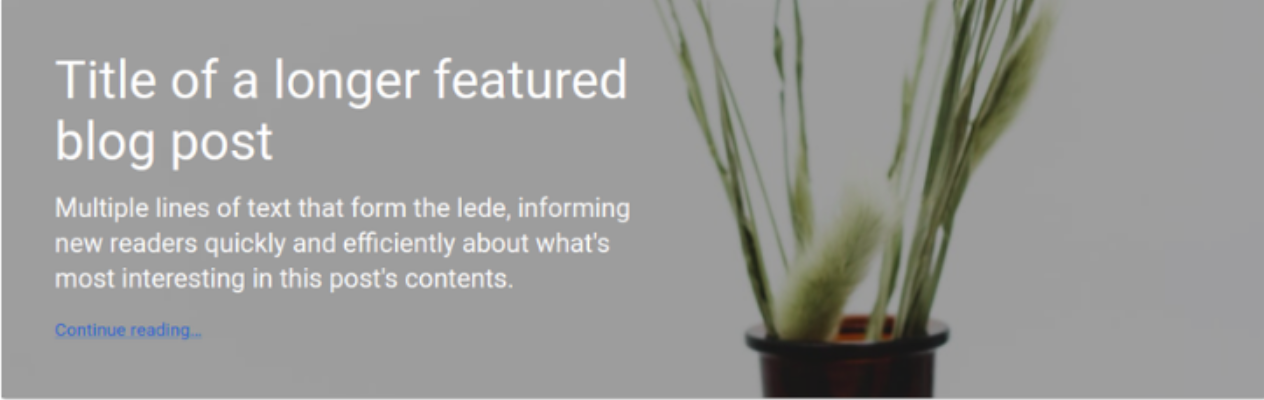 Title of a longer featured
blog post
Multiple lines of text that form the lede, informing
new readers quickly and efficiently about what's
most interesting in this post's contents.
Continue reading…